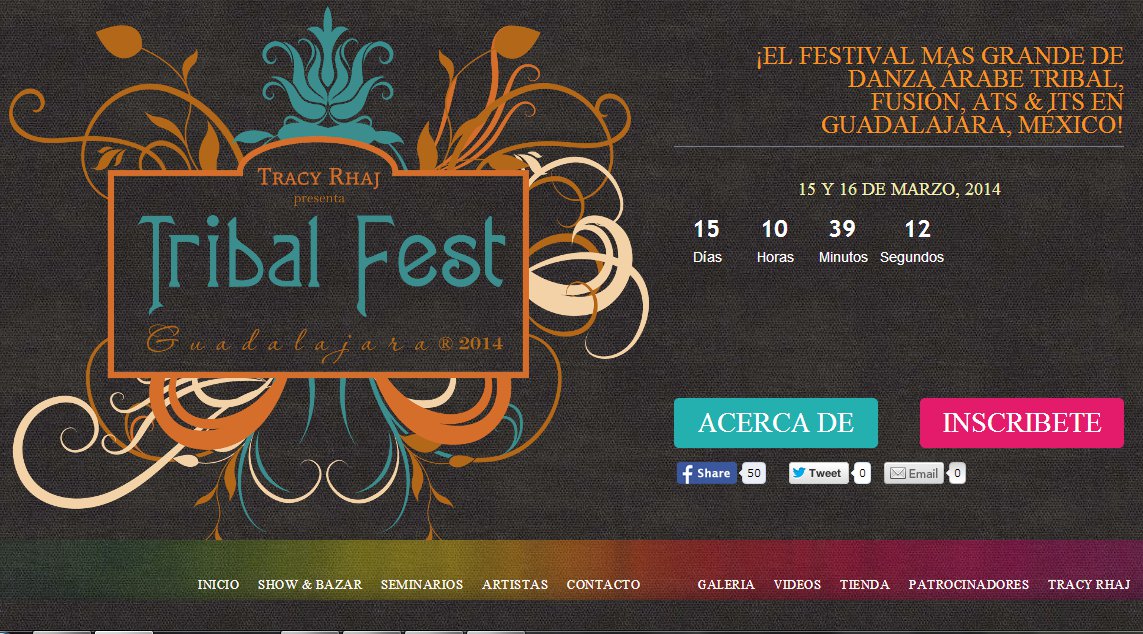 TRACY RHAJ
presenta
Tribal Fest
Guadalajara ® 2014
¡EL FESTIVAL MAS GRANDE DE
DANZA ÁRABE TRIBAL,
FUSIÓN, ATS & ITS EN
GUADALAJARA, MEXICO!
15 Y 16 DE MARZO, 2014
15 10 39 12
Días Horas Minutos Segundos
ACERCA DE INSCRIBETE
Share 50 Tweet 0 Email 0
INICIO SHOW & BAZAR SEMINARIOS ARTISTAS CONTACTO GALERIA VIDEOS TIENDA PATROCINADORES TRACY RHAJ